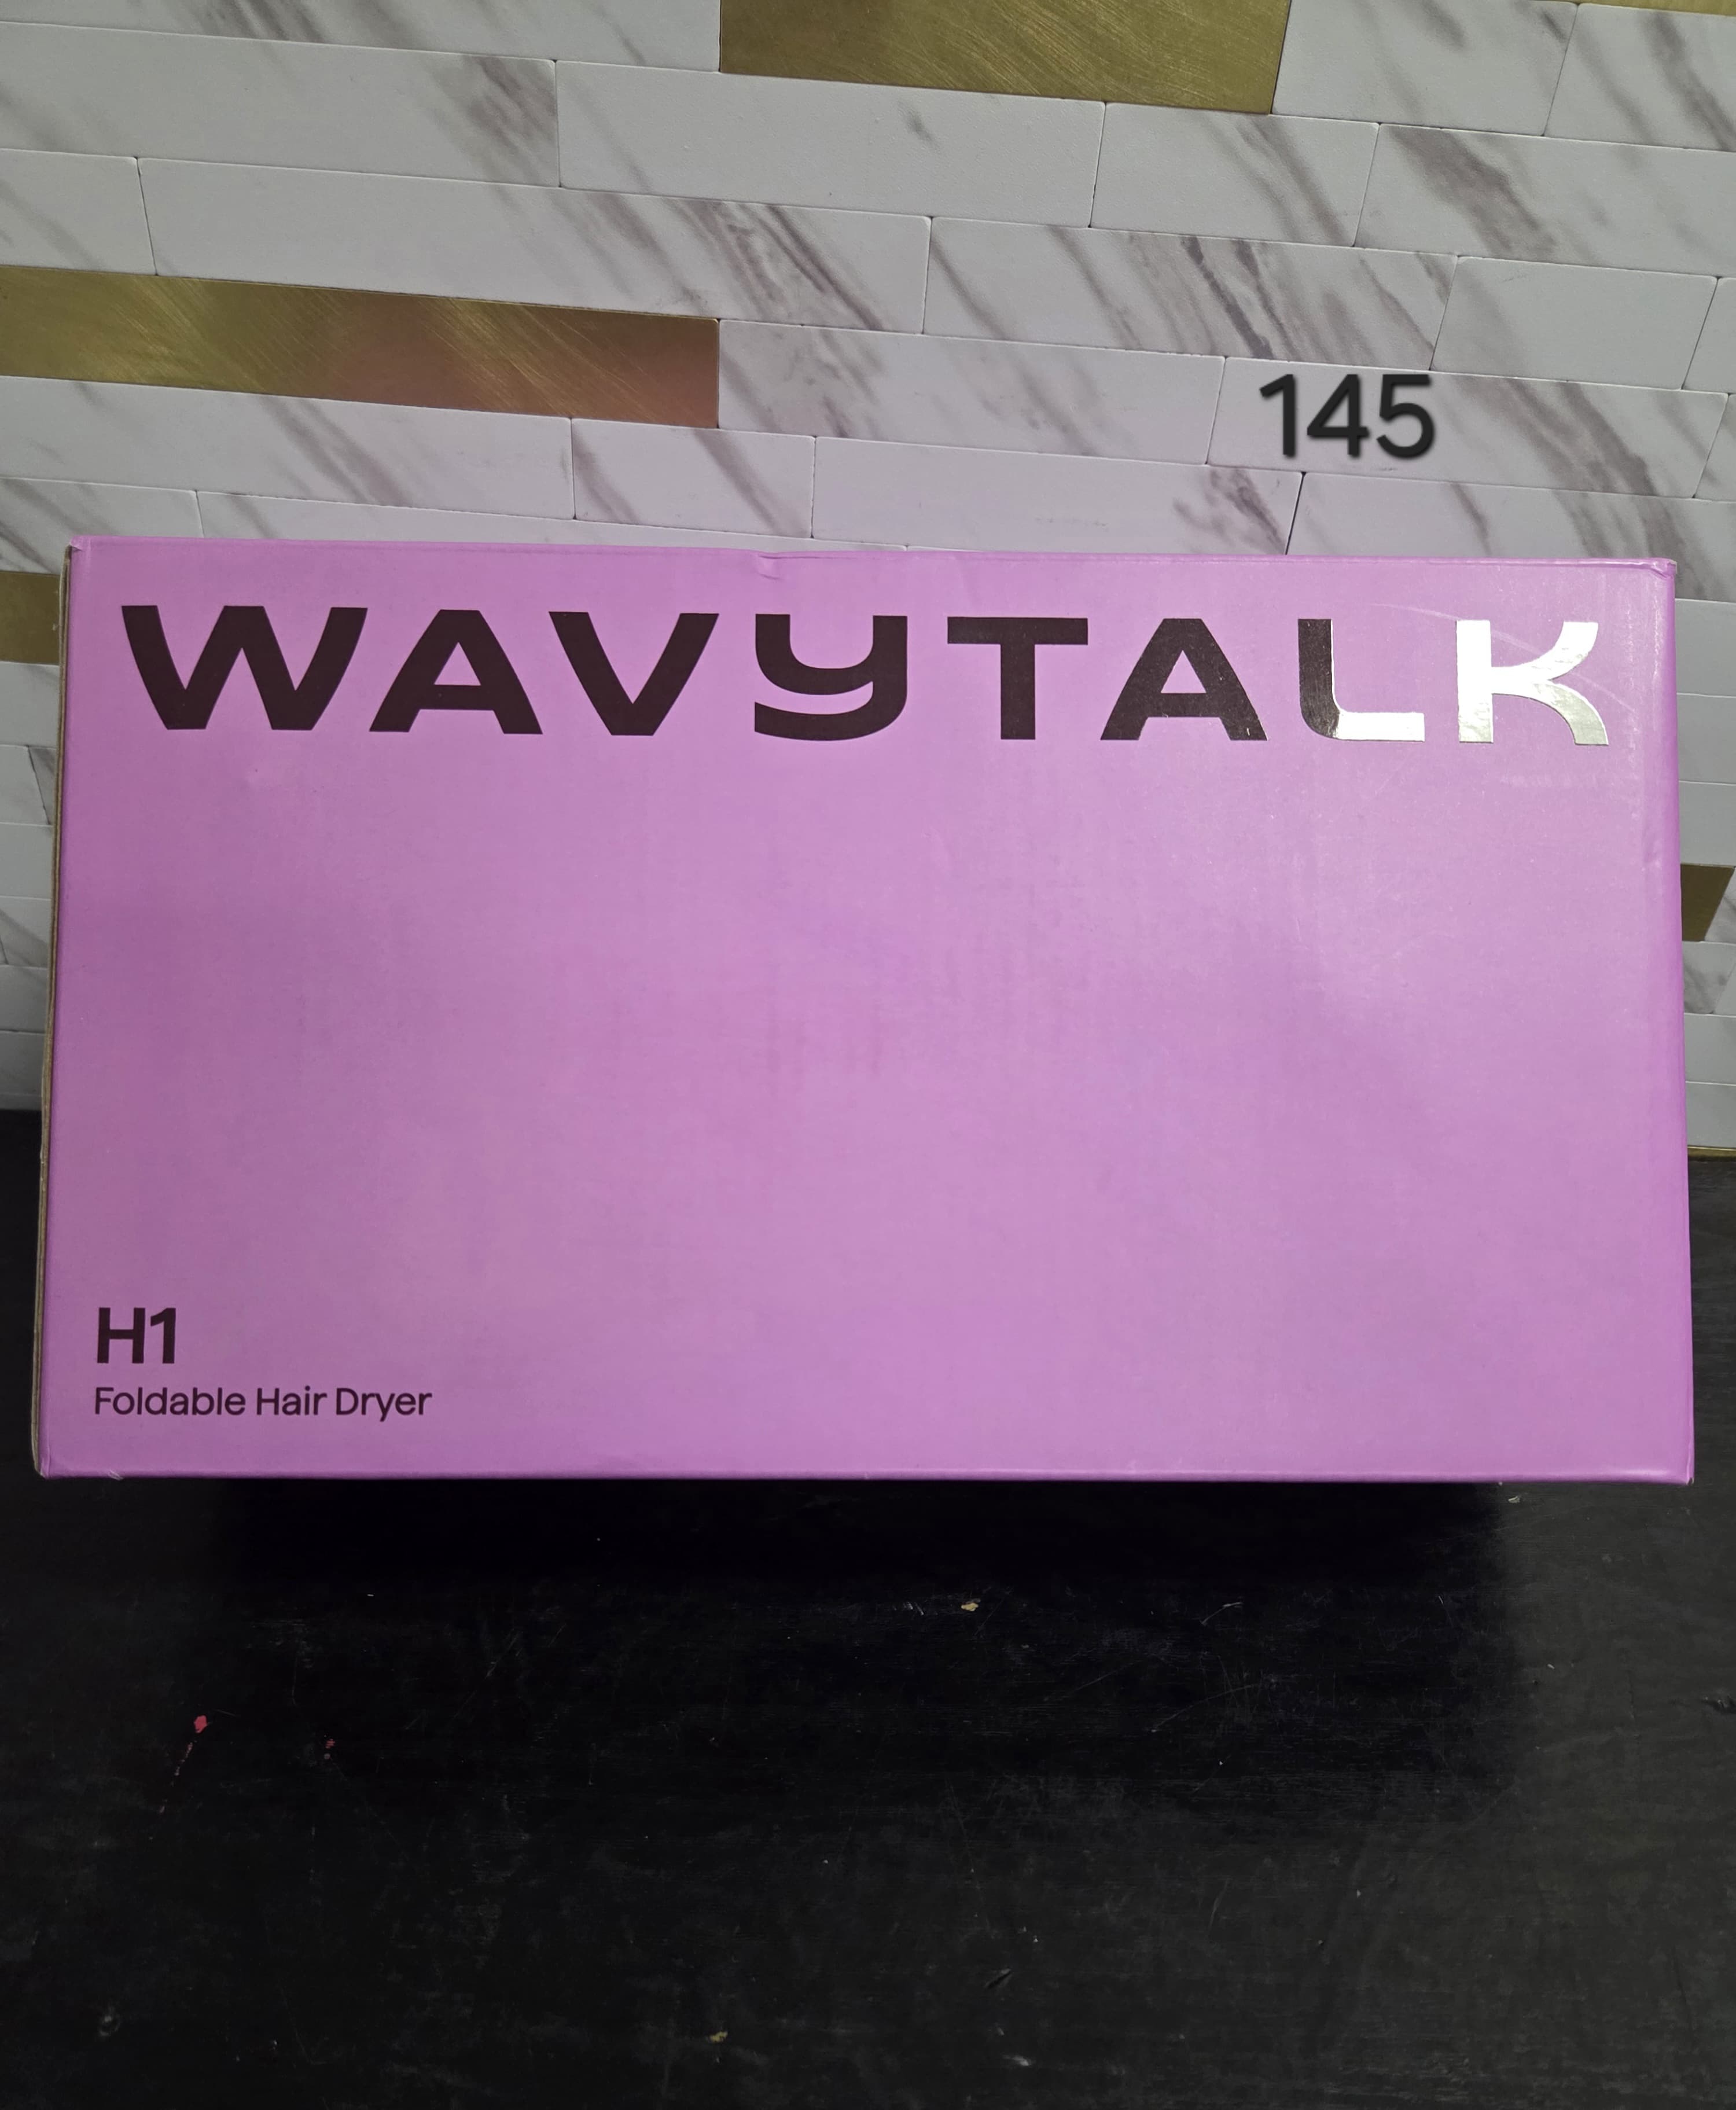 145
WAVYTALK
H1
Foldable Hair Dryer